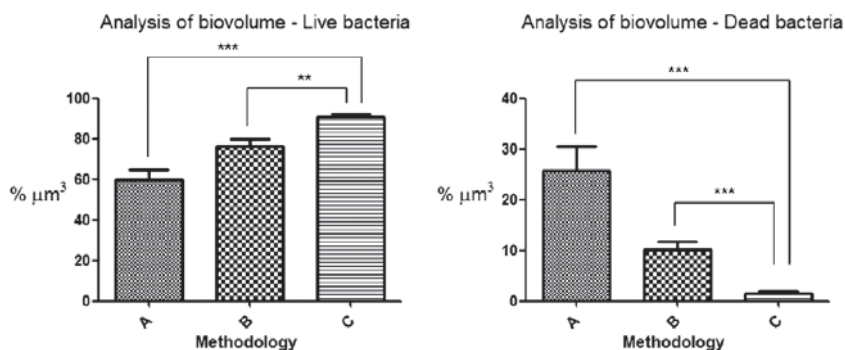 Analysis of biovolume - Live bacteria
***
**
100
80
60
40
20
0
% μm³
A
B
C
Methodology
Analysis of biovolume - Dead bacteria
***
***
40
30
20
10
0
% μm³
A
B
C
Methodology